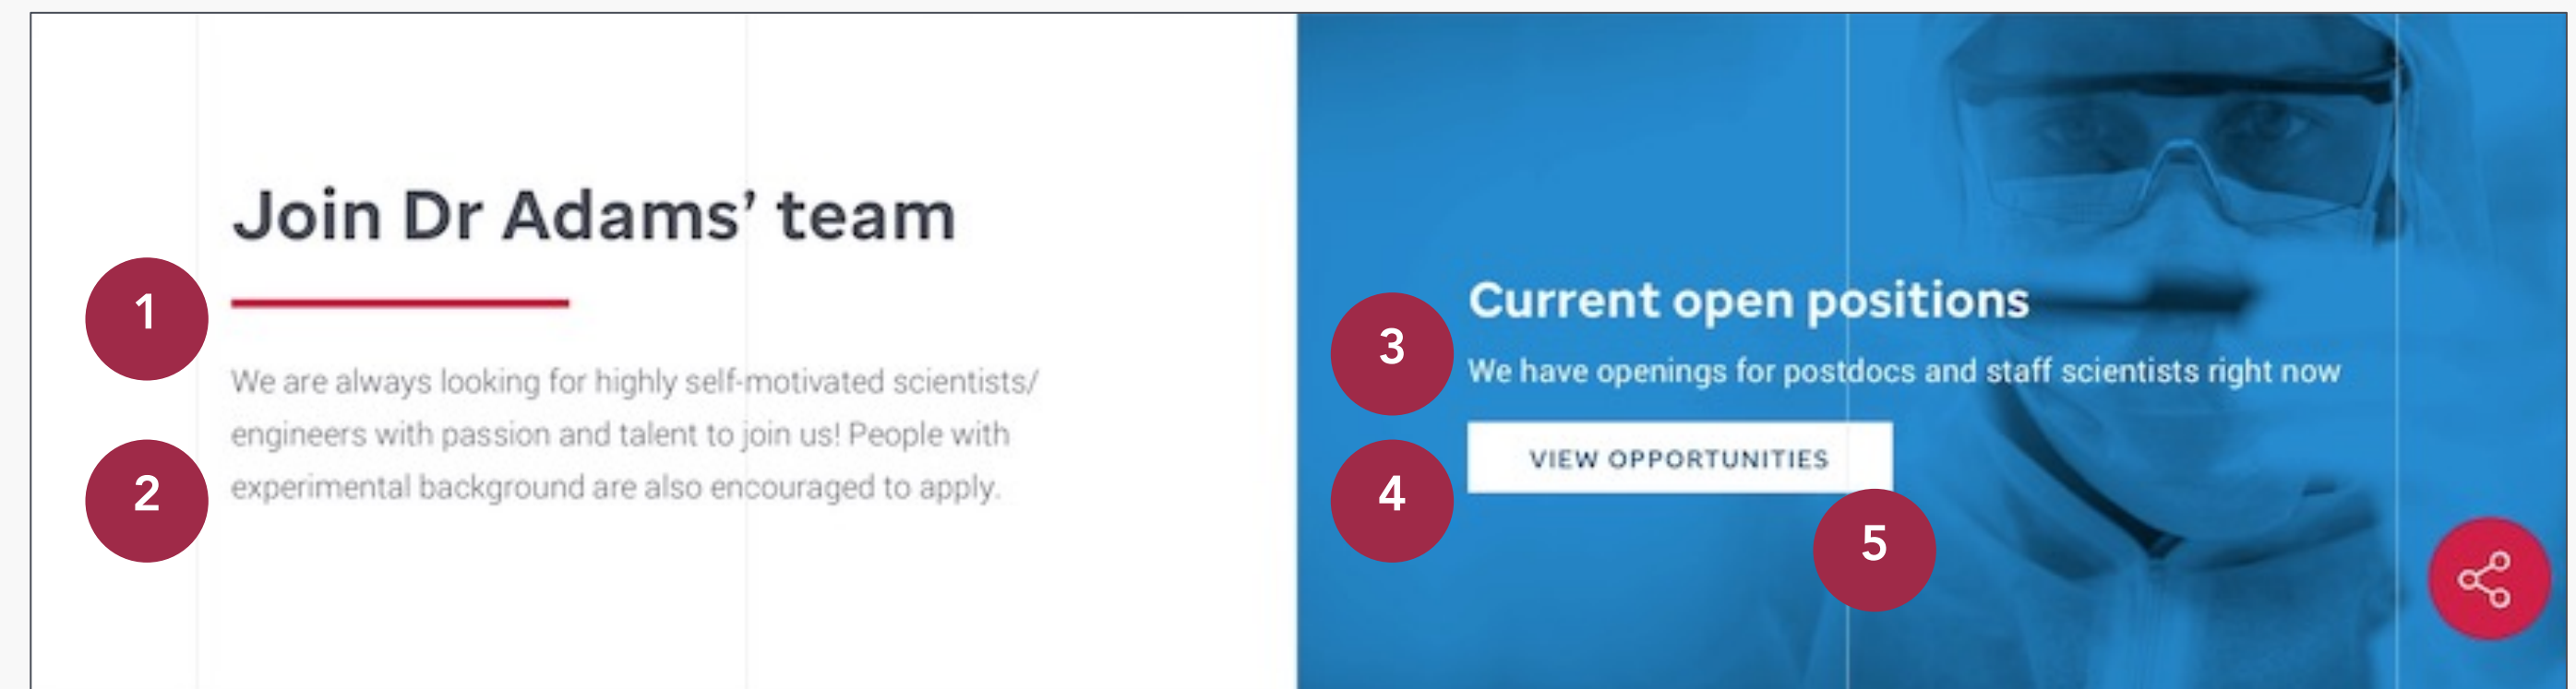 Join Dr Adams’ team
1
We are always looking for highly self-motivated scientists/
engineers with passion and talent to join us! People with
2
experimental background are also encouraged to apply.
Current open positions
3
We have openings for postdocs and staff scientists right now
VIEW OPPORTUNITIES
4
5